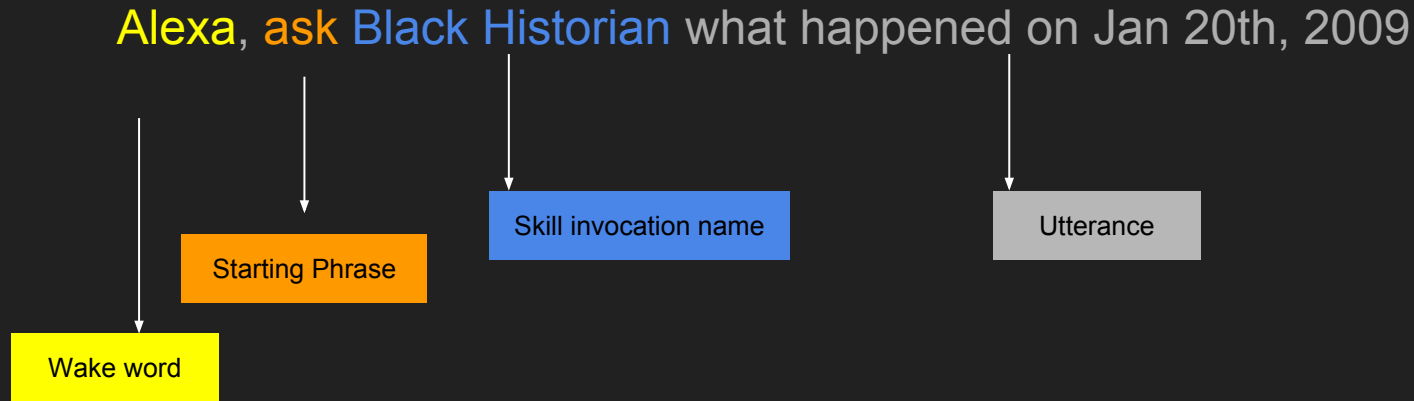 Alexa, ask Black Historian what happened on Jan 20th, 2009
Skill invocation name
Utterance
Starting Phrase
Wake word